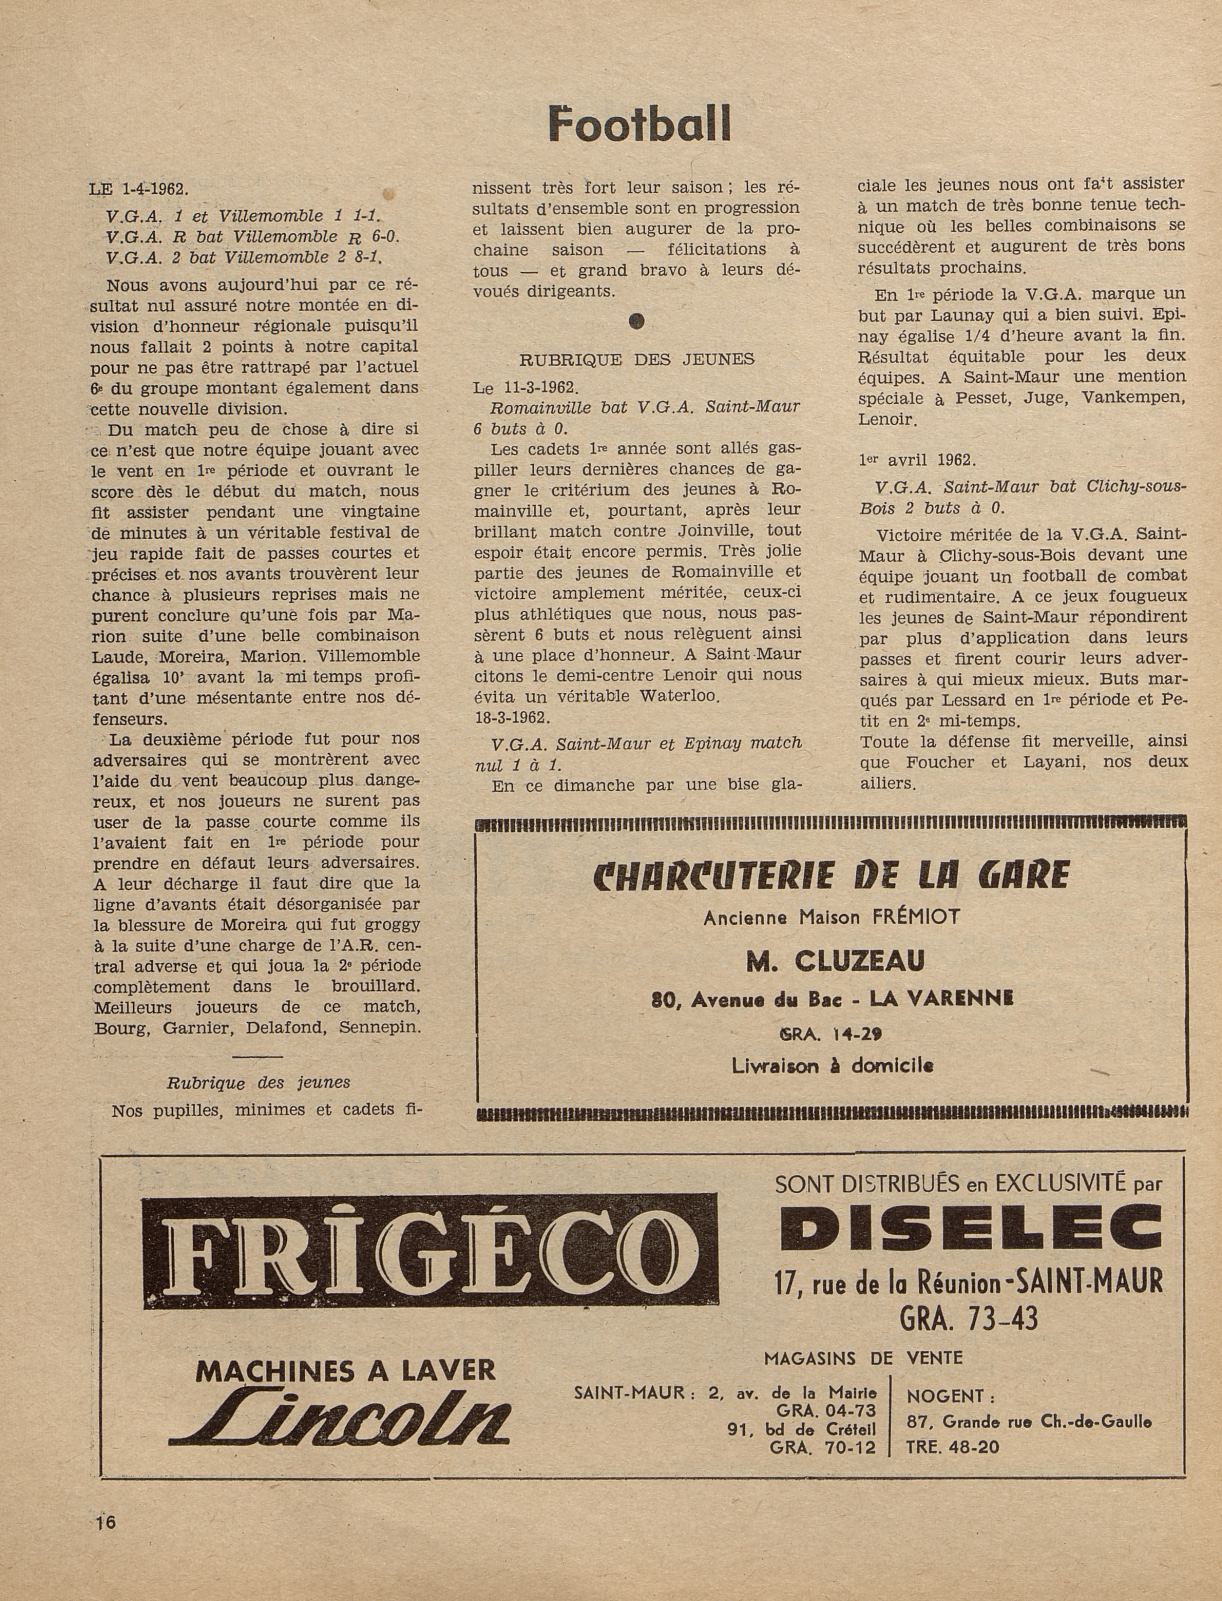 Football
LE 1-4-1962.
V.G.A. 1 et Villemomble 1 1-1.
V.G.A. R bat Villemomble R 6-0.
V.G.A. 2 bat Villemomble 2 8-1.
Nous avons aujourd'hui par ce ré-
sultat nul assuré notre montée en di-
vision d'honneur régionale puisqu'il
nous fallait 2 points à notre capital
pour ne pas être rattrapé par l'actuel
6e du groupe montant également dans
cette nouvelle division.
Du match peu de chose à dire si
ce n'est que notre équipe jouant avec
le vent en 1re période et ouvrant le
score dès le début du match, nous
fit assister pendant une vingtaine
de minutes à un véritable festival de
jeu rapide fait de passes courtes et
précises et nos avants trouvèrent leur
chance à plusieurs reprises mais ne
purent conclure qu'une fois par Ma-
rion suite d'une belle combinaison
Laude, Moreira, Marion. Villemomble
égalisa 10' avant la mi temps profi-
tant d'une mésentante entre nos dé-
fenseurs.
La deuxième période fut pour nos
adversaires qui se montrèrent avec
l'aide du vent beaucoup plus dange-
reux, et nos joueurs ne surent pas
user de la passe courte comme ils
l'avaient fait en 1re période pour
prendre en défaut leurs adversaires.
A leur décharge il faut dire que la
ligne d'avants était désorganisée par
la blessure de Moreira qui fut groggy
à la suite d'une charge de l'A.R. cen-
tral adverse et qui joua la 2e période
complètement dans le brouillard.
Meilleurs joueurs de ce match,
Bourg, Garnier, Delafond, Sennepin.
Rubrique des jeunes
Nos pupilles, minimes et cadets fi-
nissent très fort leur saison ; les ré-
sultats d'ensemble sont en progression
et laissent bien augurer de la pro-
chaine saison — félicitations à
tous — et grand bravo à leurs dé-
voués dirigeants.
RUBRIQUE DES JEUNES
Le 11-3-1962.
Romainville bat V.G.A. Saint-Maur
6 buts à 0.
Les cadets 1re année sont allés gas-
piller leurs dernières chances de ga-
gner le critérium des jeunes à Ro-
mainville et, pourtant, après leur
brillant match contre Joinville, tout
espoir était encore permis. Très jolie
partie des jeunes de Romainville et
victoire amplement méritée, ceux-ci
plus athlétiques que nous, nous pas-
sèrent 6 buts et nous relèguent ainsi
à une place d'honneur. A Saint-Maur
citons le demi-centre Lenoir qui nous
évita un véritable Waterloo.
18-3-1962.
V.G.A. Saint-Maur et Epinay match
nul 1 à 1.
En ce dimanche par une bise gla-
ciale les jeunes nous ont fait assister
à un match de très bonne tenue tech-
nique où les belles combinaisons se
succédèrent et augurent de très bons
résultats prochains.
En 1re période la V.G.A. marque un
but par Launay qui a bien suivi. Epi-
nay égalise 1/4 d'heure avant la fin.
Résultat équitable pour les deux
équipes. A Saint-Maur une mention
spéciale à Pesset, Juge, Vankempen,
Lenoir.
1er avril 1962.
V.G.A. Saint-Maur bat Clichy-sous-
Bois 2 buts à 0.
Victoire méritée de la V.G.A. Saint-
Maur à Clichy-sous-Bois devant une
équipe jouant un football de combat
et rudimentaire. A ce jeux fougueux
les jeunes de Saint-Maur répondirent
par plus d'application dans leurs
passes et firent courir leurs adver-
saires à qui mieux mieux. Buts mar-
qués par Lessard en 1re période et Pe-
tit en 2e mi-temps.
Toute la défense fit merveille, ainsi
que Foucher et Layani, nos deux
ailiers.
CHARCUTERIE DE LA GARE
Ancienne Maison FRÉMIOT
M. CLUZEAU
80, Avenue du Bac - LA VARENNE
GRA. 14-29
Livraison à domicile
FRIGÉCO
MACHINES A LAVER
Lincoln
SONT DISTRIBUÉS en EXCLUSIVITÉ par
DISELEC
17, rue de la Réunion - SAINT-MAUR
GRA. 73-43
MAGASINS DE VENTE
SAINT-MAUR : 2, av. de la Mairie
GRA. 04-73
91, bd de Créteil
GRA. 70-12
NOGENT :
87, Grande rue Ch.-de-Gaulle
TRE. 48-20
16